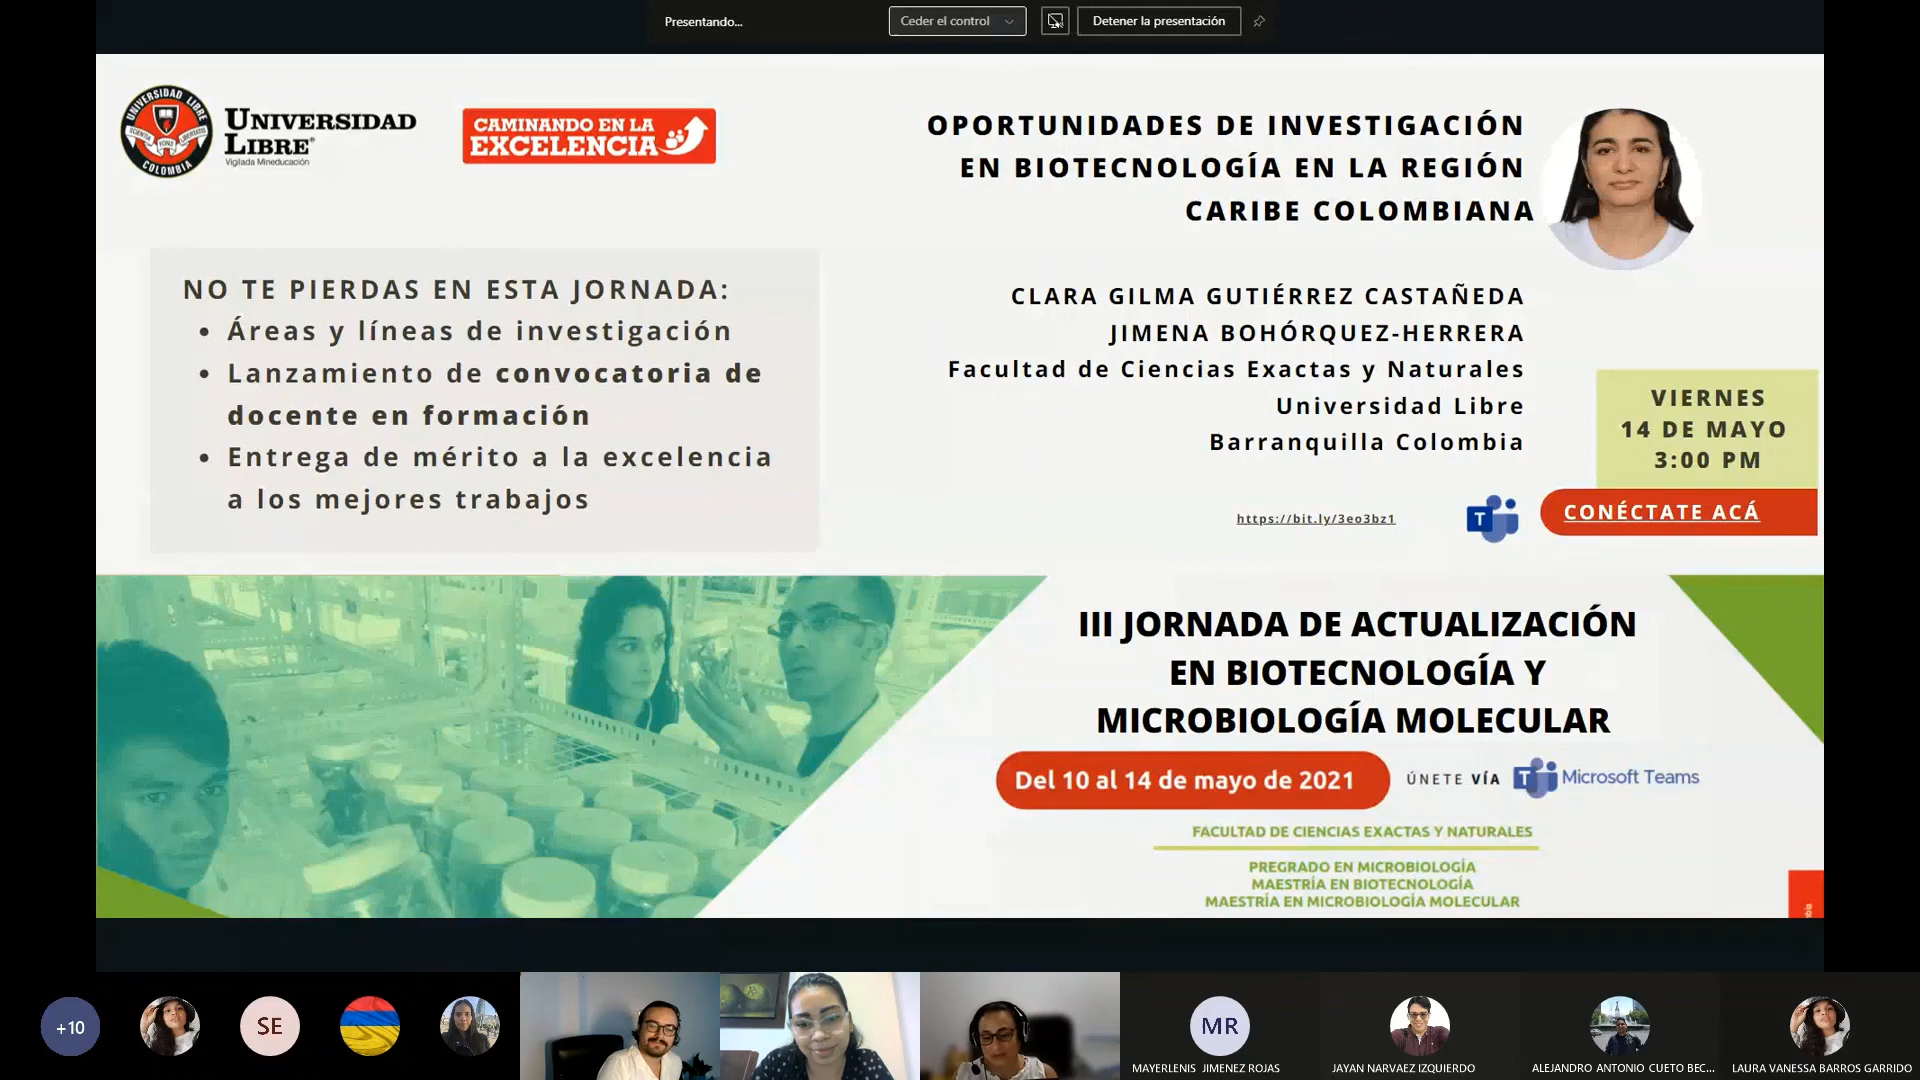 Presentando...
Ceder el control
Detener la presentación
UNIVERSIDAD LIBRE
COLOMBIA
UNIVERSIDAD
LIBRE®
Vigilada Mineducación
CAMINANDO EN LA
EXCELENCIA
OPORTUNIDADES DE INVESTIGACIÓN
EN BIOTECNOLOGÍA EN LA REGIÓN
CARIBE COLOMBIANA
NO TE PIERDAS EN ESTA JORNADA:
• Áreas y líneas de investigación
• Lanzamiento de convocatoria de
docente en formación
• Entrega de mérito a la excelencia
a los mejores trabajos
CLARA GILMA GUTIÉRREZ CASTAÑEDA
JIMENA BOHÓRQUEZ-HERRERA
Facultad de Ciencias Exactas y Naturales
Universidad Libre
Barranquilla Colombia
VIERNES
14 DE MAYO
3:00 PM
https://bit.ly/3eo3bz1
T
CONÉCTATE ACÁ
III JORNADA DE ACTUALIZACIÓN
EN BIOTECNOLOGÍA Y
MICROBIOLOGÍA MOLECULAR
Del 10 al 14 de mayo de 2021
ÚNETE VÍA
T
Microsoft Teams
FACULTAD DE CIENCIAS EXACTAS Y NATURALES
PREGRADO EN MICROBIOLOGÍA
MAESTRÍA EN BIOTECNOLOGÍA
MAESTRÍA EN MICROBIOLOGÍA MOLECULAR
+10
SE
MR
MAYERLENIS JIMENEZ ROJAS
JAYAN NARVAEZ IZQUIERDO
ALEJANDRO ANTONIO CUETO BEC...
LAURA VANESSA BARROS GARRIDO